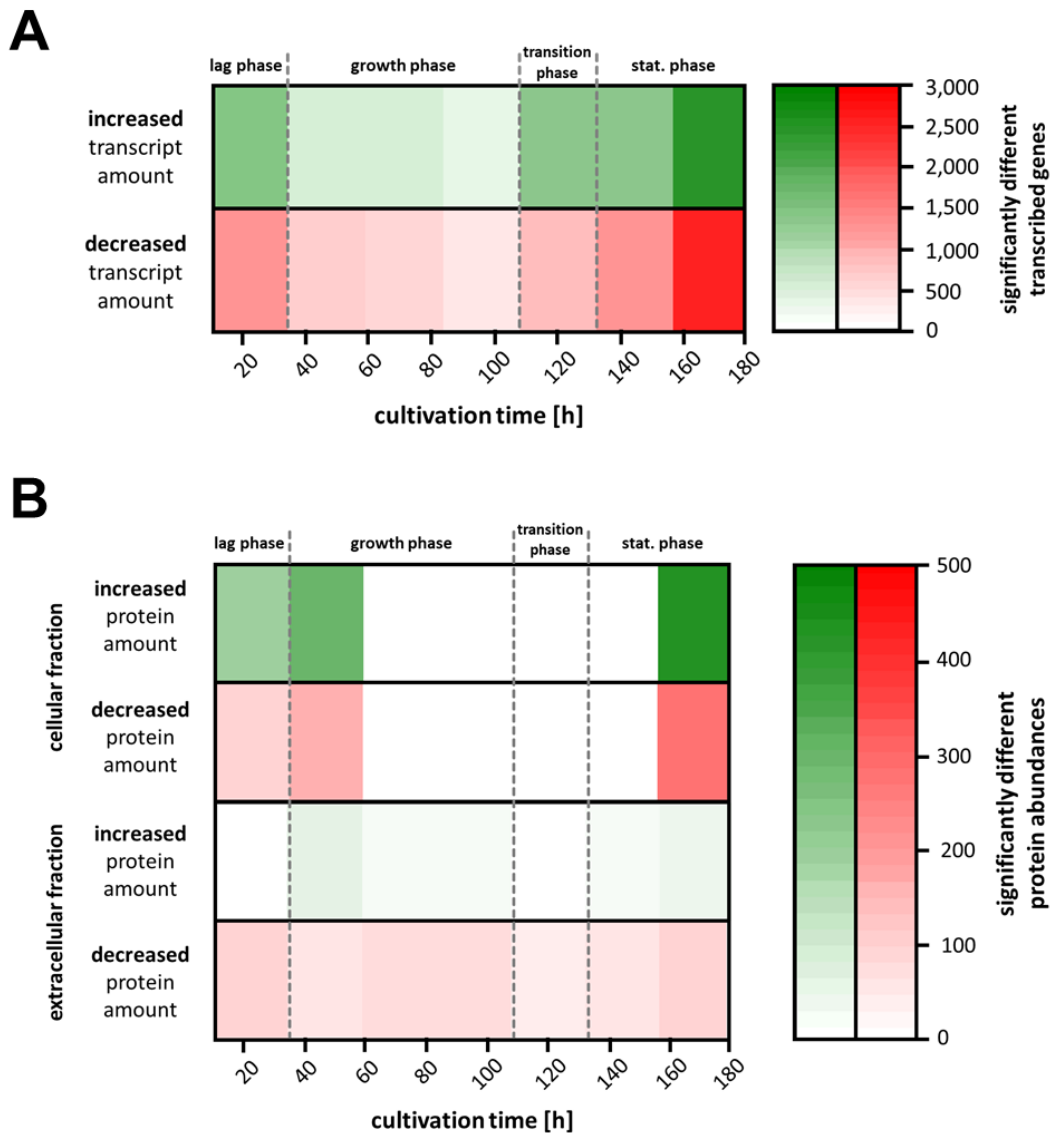 A
lag phase
growth phase
transition
phase
stat. phase
increased
transcript
amount
decreased
transcript
amount
3,000
2,500
2,000
1,500
1,000
500
0
significantly different
transcribed genes
20
40
60
80
100
120
140
160
180
cultivation time [h]
B
lag phase
growth phase
transition
phase
stat. phase
cellular fraction
increased
protein
amount
decreased
protein
amount
extracellular fraction
increased
protein
amount
decreased
protein
amount
500
400
300
200
100
0
significantly different
protein abundances
20
40
60
80
100
120
140
160
180
cultivation time [h]